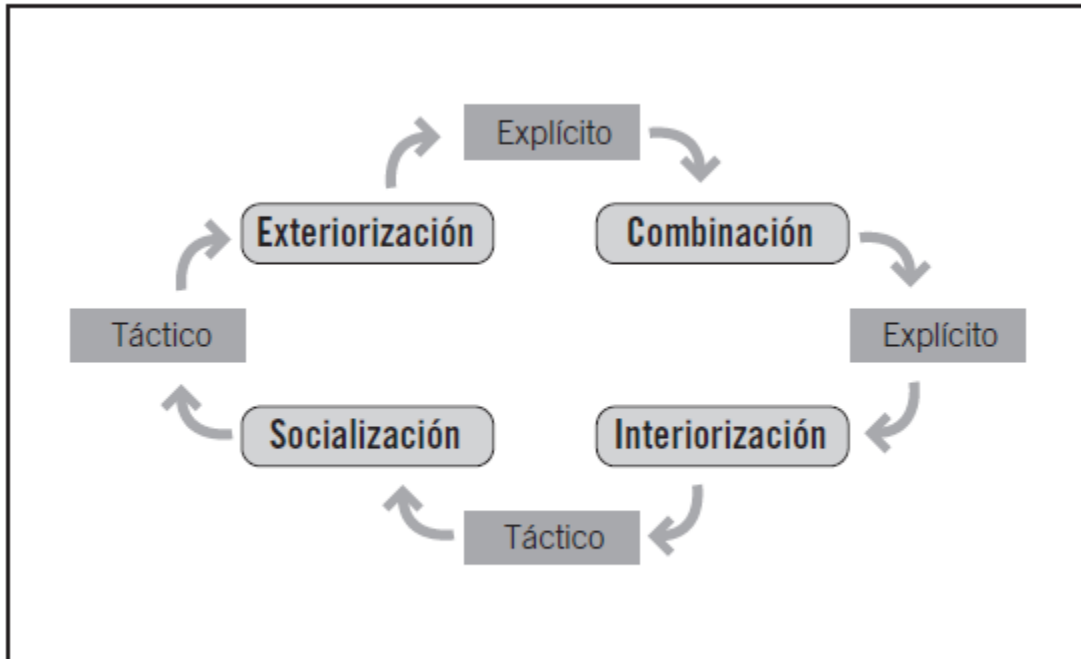 Explícito
Exteriorización
Combinación
Táctico
Explícito
Socialización
Interiorización
Táctico